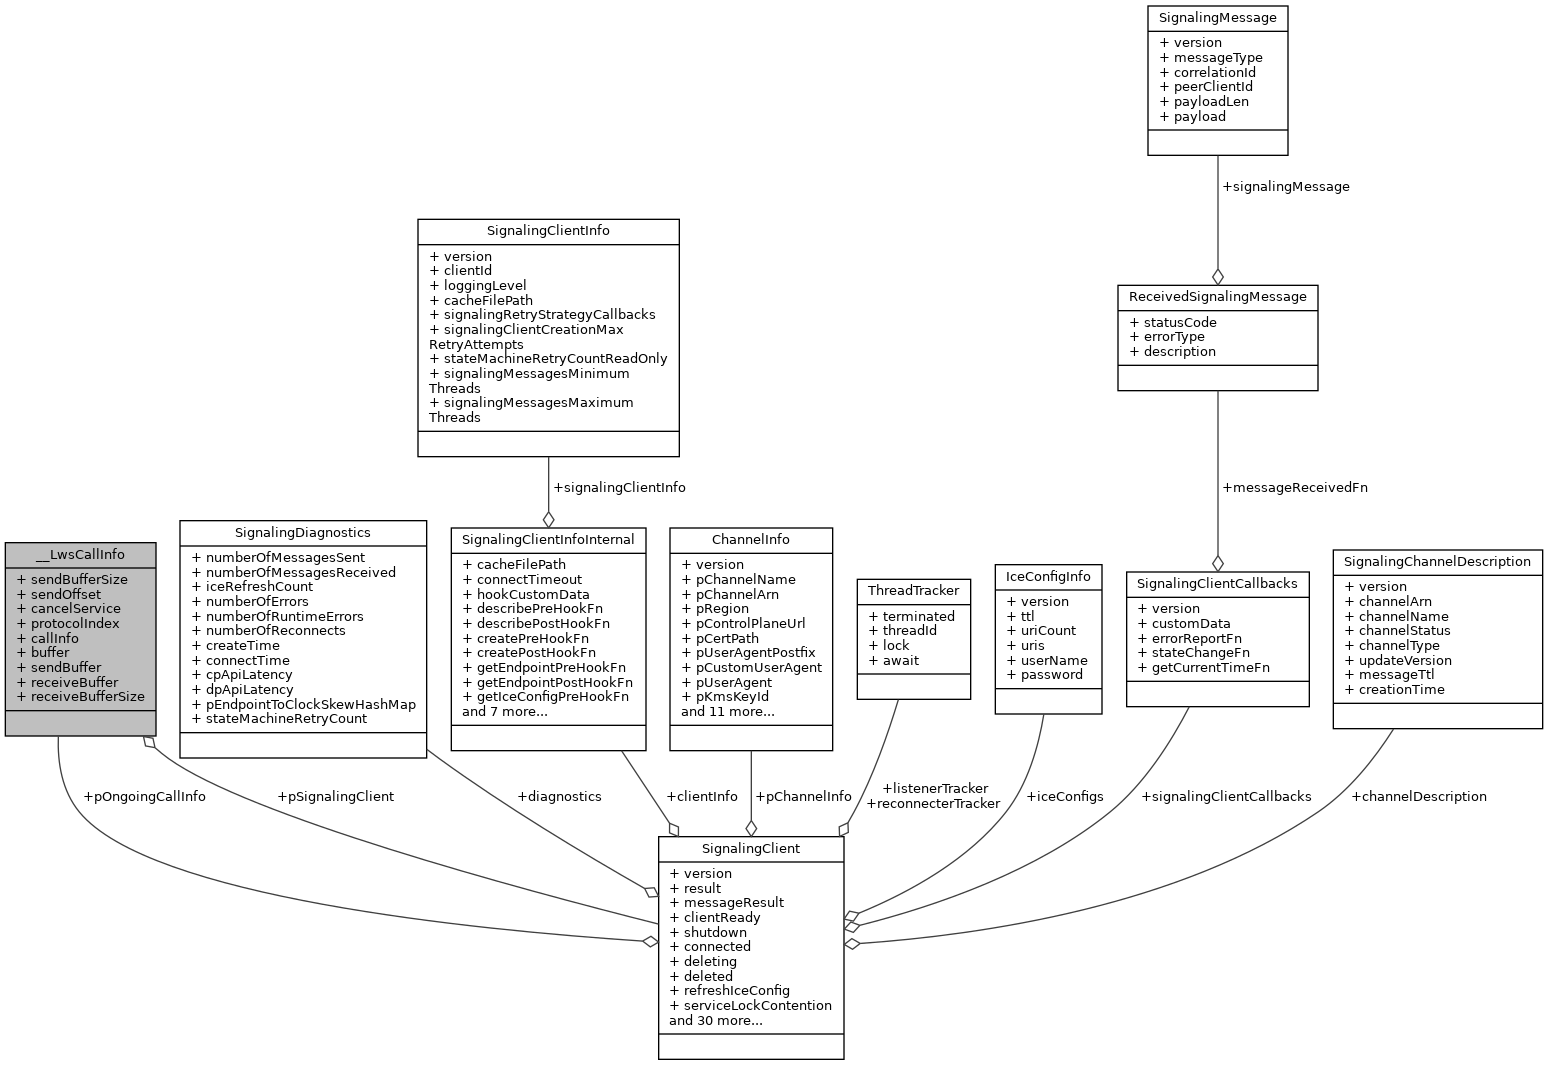 SignalingMessage
+ version
+ messageType
+ correlationId
+ peerClientId
+ payloadLen
+ payload
+signalingMessage
SignalingClientInfo
+ version
+ clientId
+ loggingLevel
+ cacheFilePath
+ signalingRetryStrategyCallbacks
+ signalingClientCreationMax
RetryAttempts
+ stateMachineRetryCountReadOnly
+ signalingMessagesMinimum
Threads
+ signalingMessagesMaximum
Threads
ReceivedSignalingMessage
+ statusCode
+ errorType
+ description
+signalingClientInfo
+messageReceivedFn
__LwsCallInfo
+ sendBufferSize
+ sendOffset
+ cancelService
+ protocolIndex
+ callInfo
+ buffer
+ sendBuffer
+ receiveBuffer
+ receiveBufferSize
SignalingDiagnostics
+ numberOfMessagesSent
+ numberOfMessagesReceived
+ iceRefreshCount
+ numberOfErrors
+ numberOfRuntimeErrors
+ numberOfReconnects
+ createTime
+ connectTime
+ cpApiLatency
+ dpApiLatency
+ pEndpointToClockSkewHashMap
+ stateMachineRetryCount
SignalingClientInfoInternal
+ cacheFilePath
+ connectTimeout
+ hookCustomData
+ describePreHookFn
+ describePostHookFn
+ createPreHookFn
+ createPostHookFn
+ getEndpointPreHookFn
+ getEndpointPostHookFn
+ getIceConfigPreHookFn
and 7 more...
ChannelInfo
+ version
+ pChannelName
+ pChannelArn
+ pRegion
+ pControlPlaneUrl
+ pCertPath
+ pUserAgentPostfix
+ pCustomUserAgent
+ pUserAgent
+ pKmsKeyId
and 11 more...
ThreadTracker
+ terminated
+ threadId
+ lock
+ await
IceConfigInfo
+ version
+ ttl
+ uriCount
+ uris
+ userName
+ password
SignalingClientCallbacks
+ version
+ customData
+ errorReportFn
+ stateChangeFn
+ getCurrentTimeFn
SignalingChannelDescription
+ version
+ channelArn
+ channelName
+ channelStatus
+ channelType
+ updateVersion
+ messageTtl
+ creationTime
+pOngoingCallInfo
+pSignalingClient
+diagnostics
+clientInfo
+pChannelInfo
+listenerTracker
+reconnecterTracker
+iceConfigs
+signalingClientCallbacks
+channelDescription
SignalingClient
+ version
+ result
+ messageResult
+ clientReady
+ shutdown
+ connected
+ deleting
+ deleted
+ refreshIceConfig
+ serviceLockContention
and 30 more...